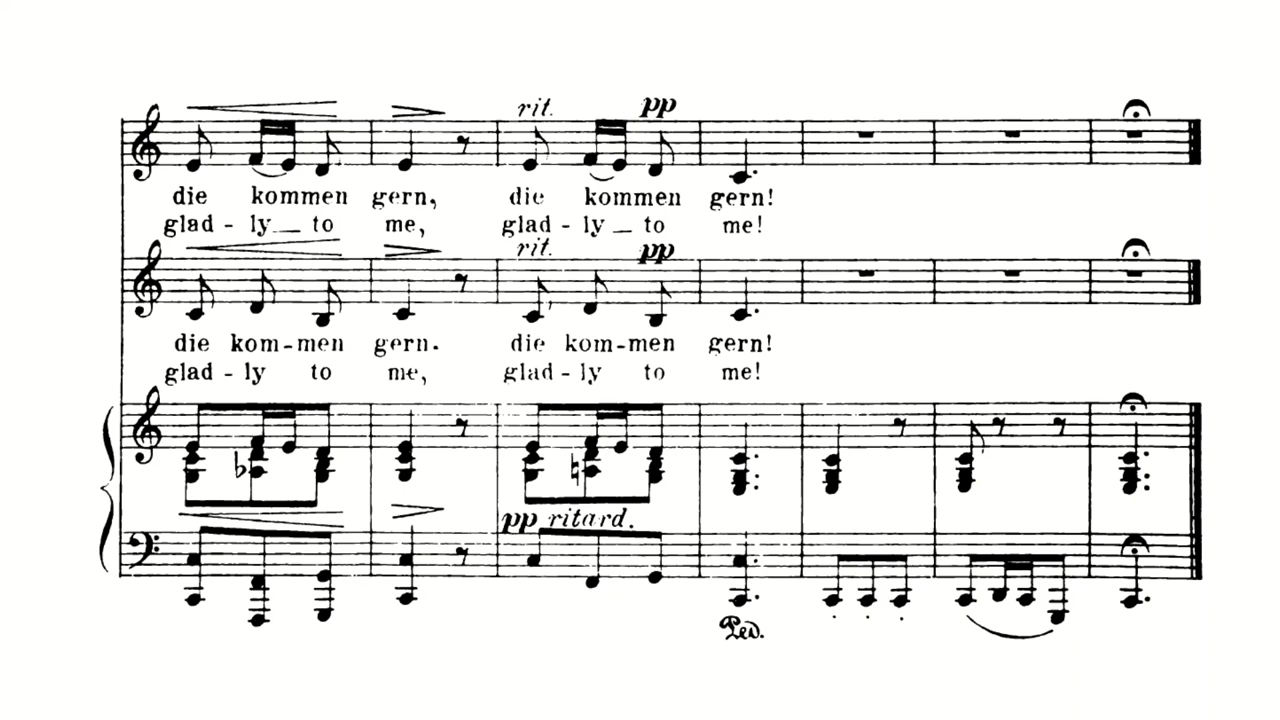 rit. pp
die kommen gern, die kommen gern!
glad - ly _ to me, glad - ly _ to me!
rit. pp
die kom-men gern. die kom-men gern!
glad - ly to me, glad - ly to me!
pp ritard.
Ped.